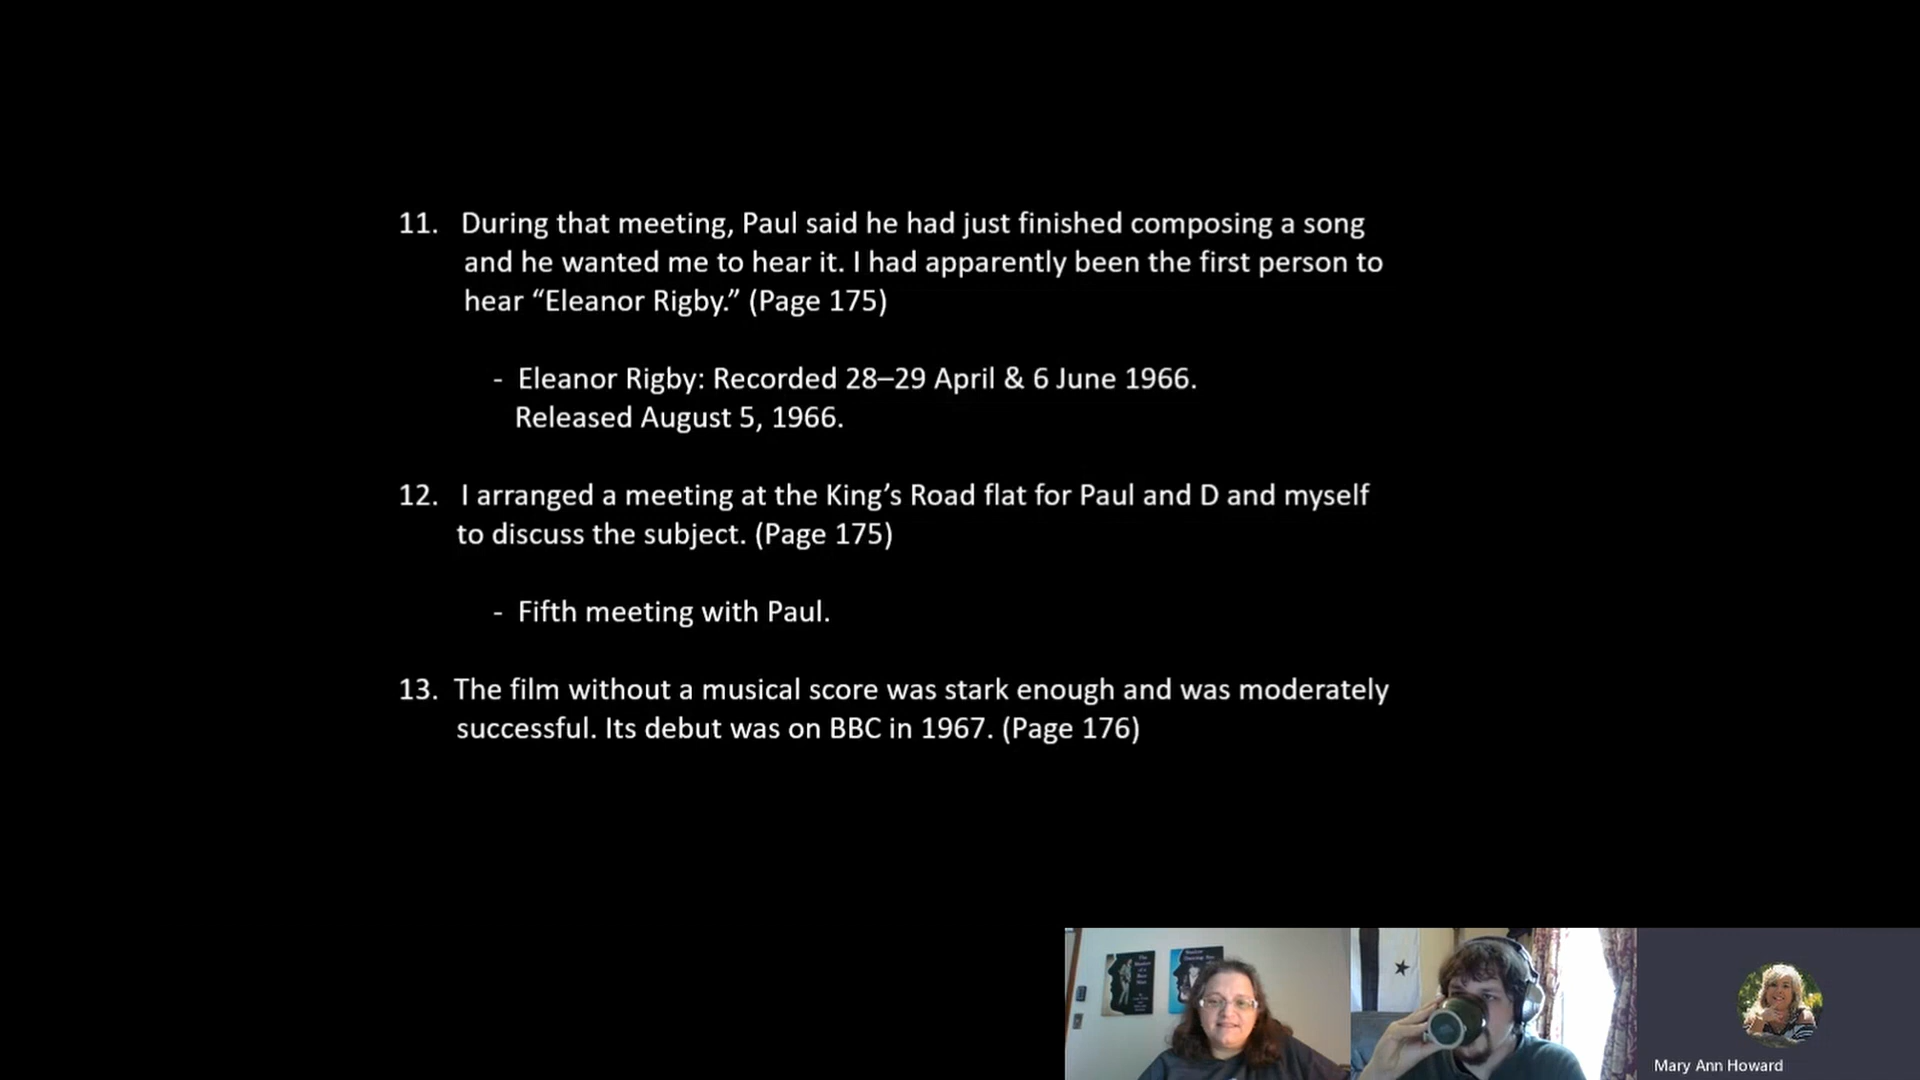 11. During that meeting, Paul said he had just finished composing a song
and he wanted me to hear it. I had apparently been the first person to
hear “Eleanor Rigby.” (Page 175)
- Eleanor Rigby: Recorded 28–29 April & 6 June 1966.
Released August 5, 1966.
12. I arranged a meeting at the King’s Road flat for Paul and D and myself
to discuss the subject. (Page 175)
- Fifth meeting with Paul.
13. The film without a musical score was stark enough and was moderately
successful. Its debut was on BBC in 1967. (Page 176)
Mary Ann Howard